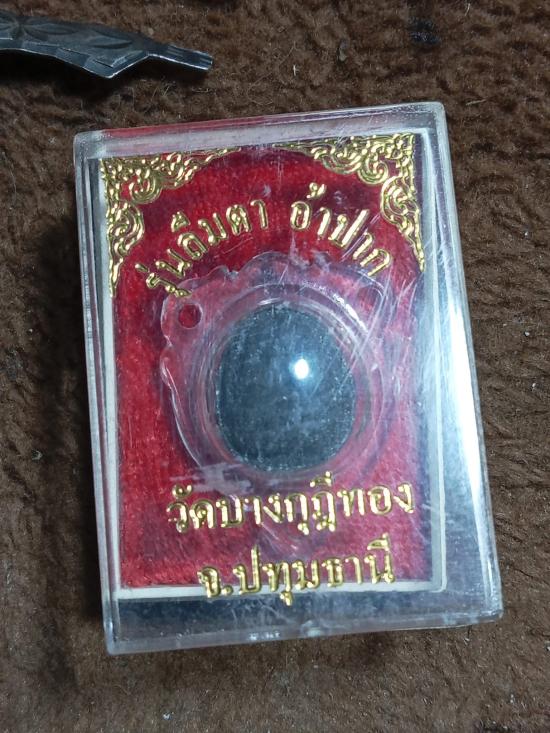 รุ่นลืมตา อ้าปาก
วัดบางกุฎีทอง
จ.ปทุมธานี